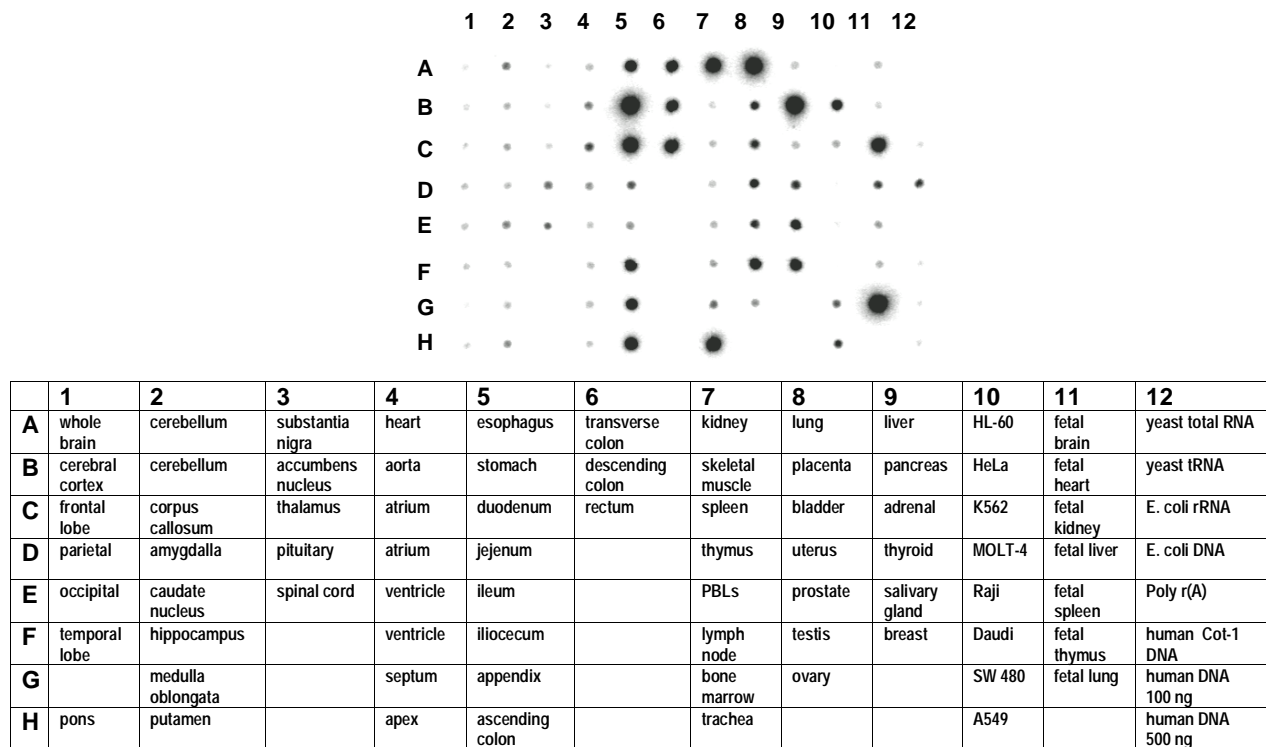 1 2 3 4 5 6 7 8 9 10 11 12
A
B
C
D
E
F
G
H
1 2 3 4 5 6 7 8 9 10 11 12
A whole cerebellum substantia heart esophagus transverse kidney lung liver HL-60 fetal yeast total RNA
brain nigra colon brain
B cerebral cerebellum accumbens aorta stomach descending skeletal placenta pancreas HeLa fetal yeast tRNA
cortex nucleus colon muscle heart
C frontal corpus thalamus atrium duodenum rectum spleen bladder adrenal K562 fetal E. coli rRNA
lobe callosum kidney
D parietal amygdalla pituitary atrium jejenum thymus uterus thyroid MOLT-4 fetal liver E. coli DNA
E occipital caudate spinal cord ventricle ileum PBLs prostate salivary Raji fetal Poly r(A)
nucleus gland spleen
F temporal hippocampus ventricle iliocecum lymph testis breast Daudi fetal human Cot-1
lobe node thymus DNA
G medulla septum appendix bone ovary SW 480 fetal lung human DNA
oblongata marrow 100 ng
H pons putamen apex ascending trachea A549 human DNA
colon 500 ng